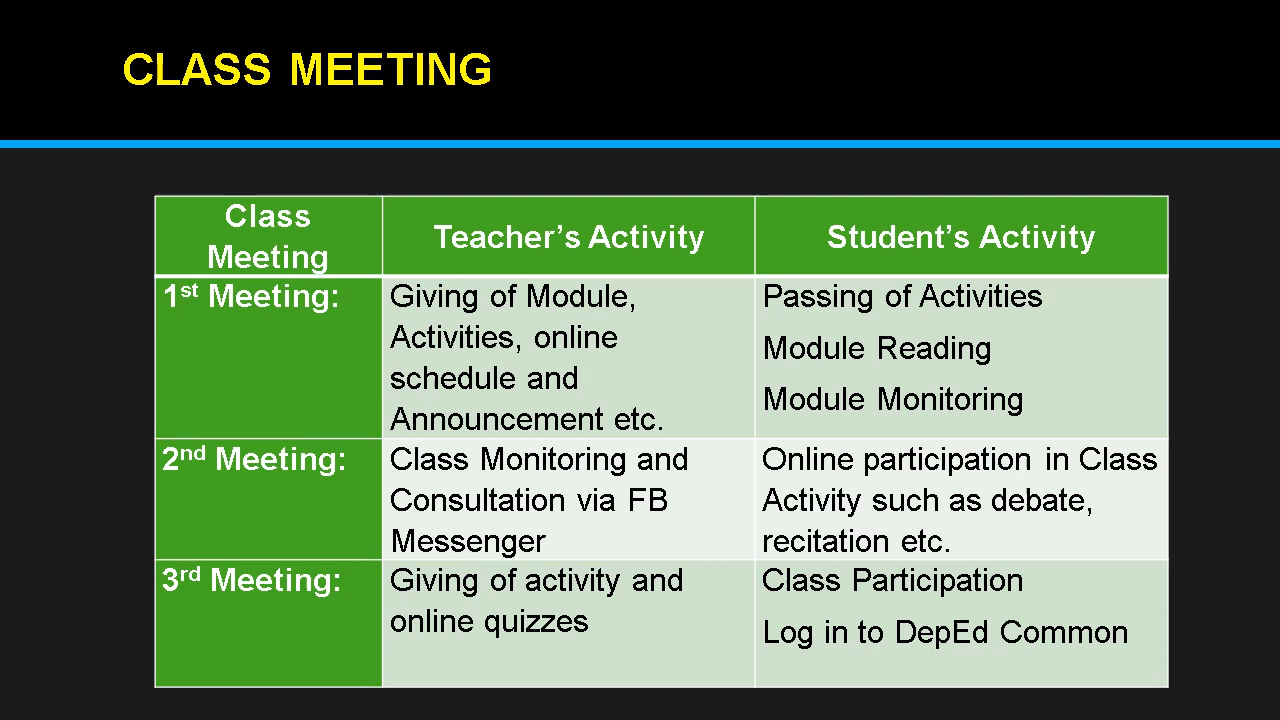 CLASS MEETING
Class
Meeting
Teacher’s Activity
Student’s Activity
1st Meeting:
Giving of Module,
Activities, online
schedule and
Announcement etc.
Passing of Activities
Module Reading
Module Monitoring
2nd Meeting:
Class Monitoring and
Consultation via FB
Messenger
Online participation in Class
Activity such as debate,
recitation etc.
3rd Meeting:
Giving of activity and
online quizzes
Class Participation
Log in to DepEd Common